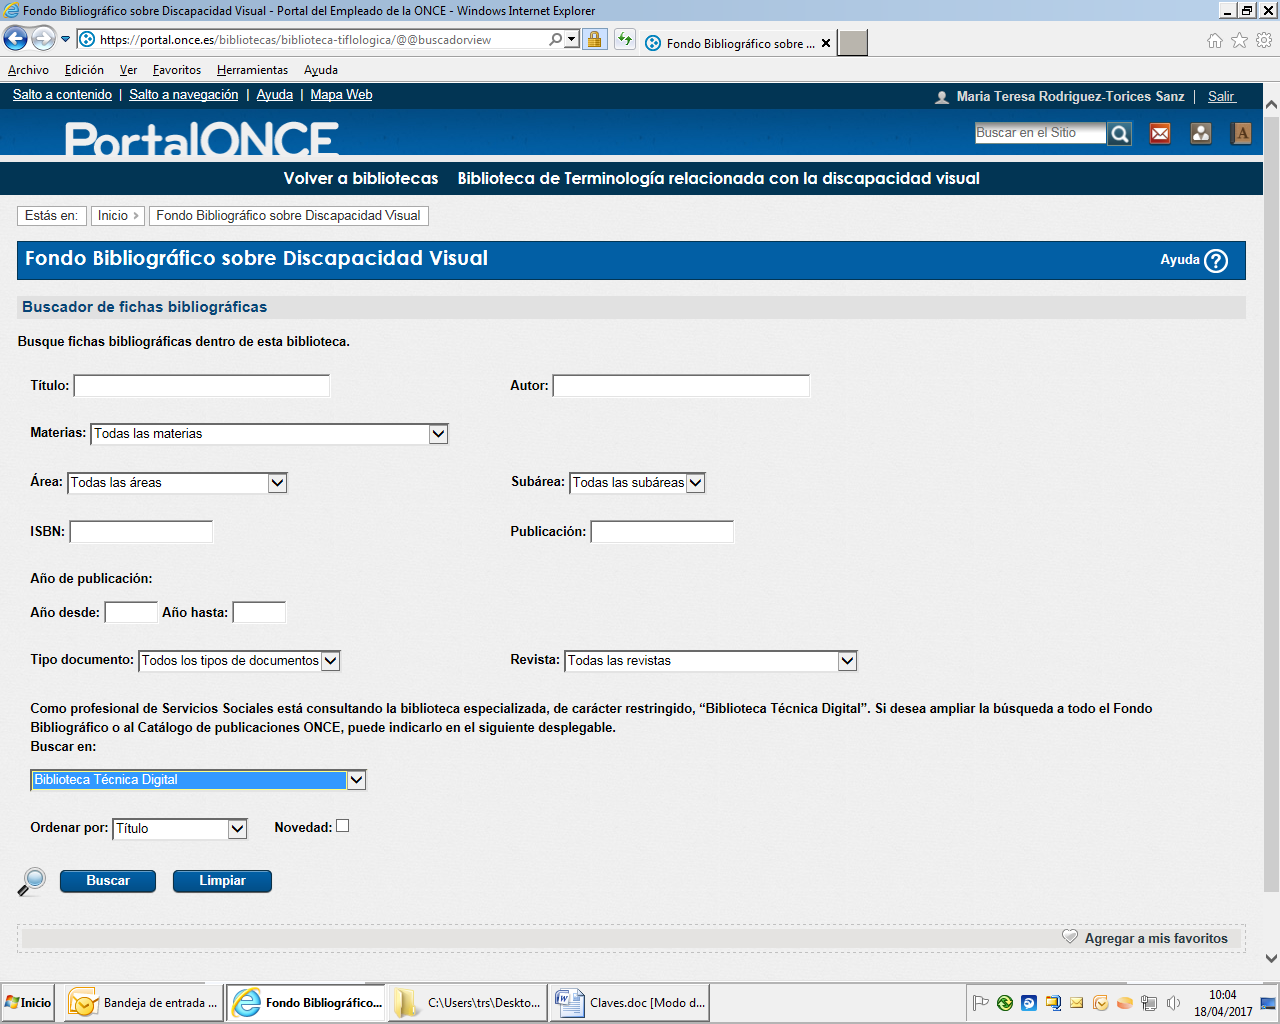 Fondo Bibliográfico sobre Discapacidad Visual - Portal del Empleado de la ONCE - Windows Internet Explorer
https://portal.once.es/bibliotecas/biblioteca-tiflologica/@@buscadorview
Fondo Bibliográfico sobre ...
Archivo Edición Ver Favoritos Herramientas Ayuda
Salto a contenido | Salto a navegación | Ayuda | Mapa Web
Maria Teresa Rodriguez-Torices Sanz | Salir
PortalONCE
Buscar en el Sitio
Volver a bibliotecas Biblioteca de Terminología relacionada con la discapacidad visual
Estás en: Inicio Fondo Bibliográfico sobre Discapacidad Visual
Fondo Bibliográfico sobre Discapacidad Visual
Ayuda ?
Buscador de fichas bibliográficas
Busque fichas bibliográficas dentro de esta biblioteca.
Título: Autor:
Materias: Todas las materias
Área: Todas las áreas Subárea: Todas las subáreas
ISBN: Publicación:
Año de publicación:
Año desde: Año hasta:
Tipo documento: Todos los tipos de documentos Revista: Todas las revistas
Como profesional de Servicios Sociales está consultando la biblioteca especializada, de carácter restringido, “Biblioteca Técnica Digital”. Si desea ampliar la búsqueda a todo el Fondo
Bibliográfico o al Catálogo de publicaciones ONCE, puede indicarlo en el siguiente desplegable.
Buscar en:
Biblioteca Técnica Digital
Ordenar por: Título Novedad:
Buscar Limpiar
Agregar a mis favoritos
Inicio Bandeja de entrada ... Fondo Bibliográfico... C:\Users\trs\Deskto... Claves.doc [Modo d...
10:04
18/04/2017